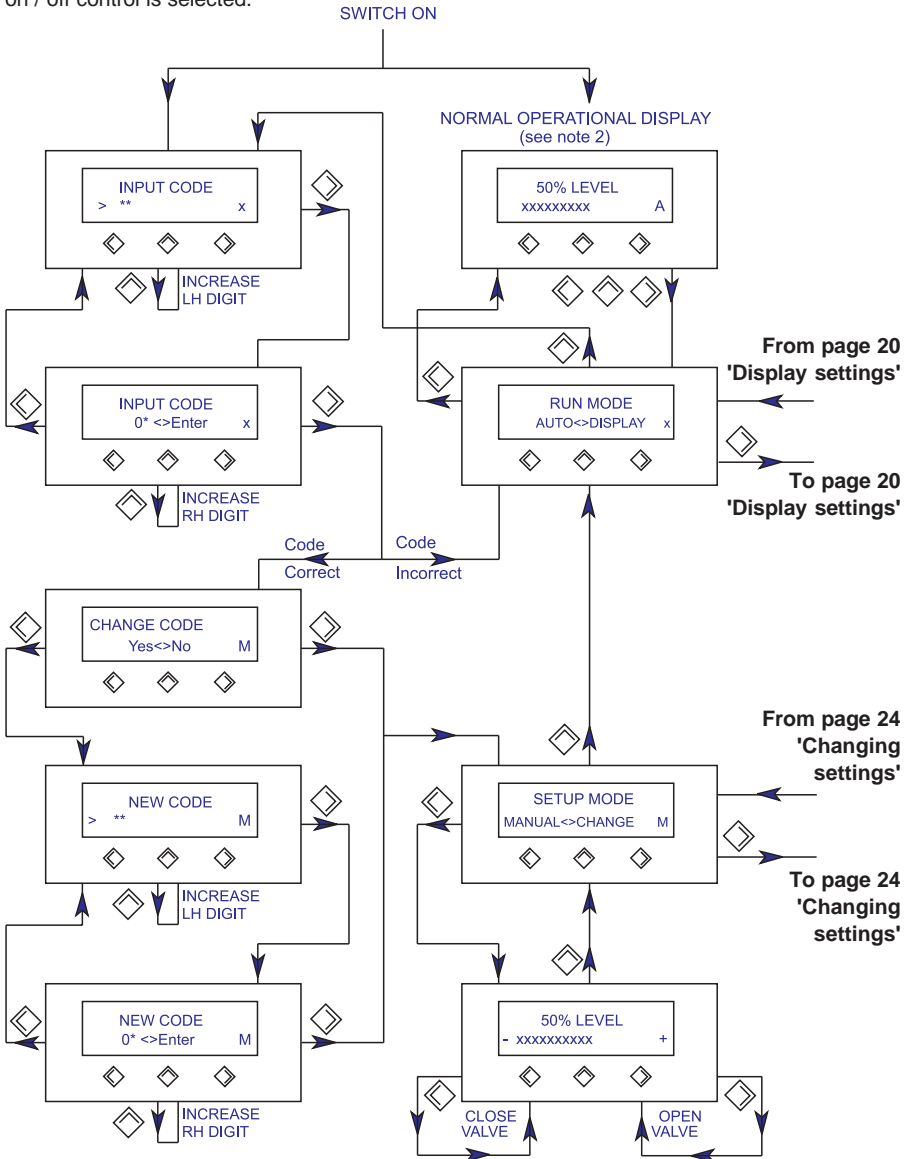 on / off control is selected.
SWITCH ON
NORMAL OPERATIONAL DISPLAY
(see note 2)
INPUT CODE
> ** x
50% LEVEL
xxxxxxxxx A
INCREASE
LH DIGIT
INPUT CODE
0* <>Enter x
RUN MODE
AUTO<>DISPLAY x
From page 20
'Display settings'
To page 20
'Display settings'
INCREASE
RH DIGIT
Code
Correct
Code
Incorrect
CHANGE CODE
Yes<>No M
NEW CODE
> ** M
SETUP MODE
MANUAL<>CHANGE M
From page 24
'Changing
settings'
To page 24
'Changing
settings'
INCREASE
LH DIGIT
NEW CODE
0* <>Enter M
50% LEVEL
- xxxxxxxxxx +
INCREASE
RH DIGIT
CLOSE
VALVE
OPEN
VALVE